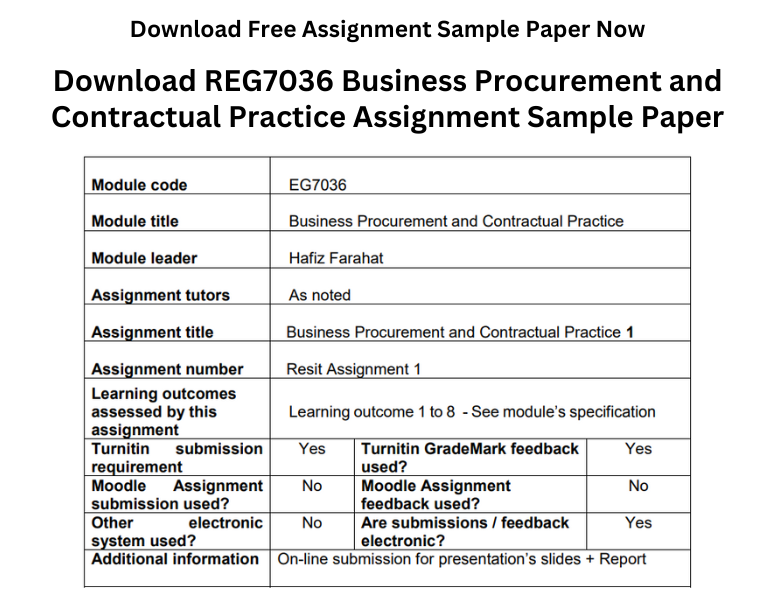 Download Free Assignment Sample Paper Now
Download REG7036 Business Procurement and
Contractual Practice Assignment Sample Paper
Module code EG7036
Module title Business Procurement and Contractual Practice
Module leader Hafiz Farahat
Assignment tutors As noted
Assignment title Business Procurement and Contractual Practice 1
Assignment number Resit Assignment 1
Learning outcomes
assessed by this
assignment
Learning outcome 1 to 8 - See module's specification
Turnitin submission
requirement
Yes
Turnitin GradeMark feedback
used?
Yes
Moodle Assignment
submission used?
No
Moodle Assignment
feedback used?
No
Other electronic
system used?
No
Are submissions / feedback
electronic?
Yes
Additional information On-line submission for presentation's slides + Report